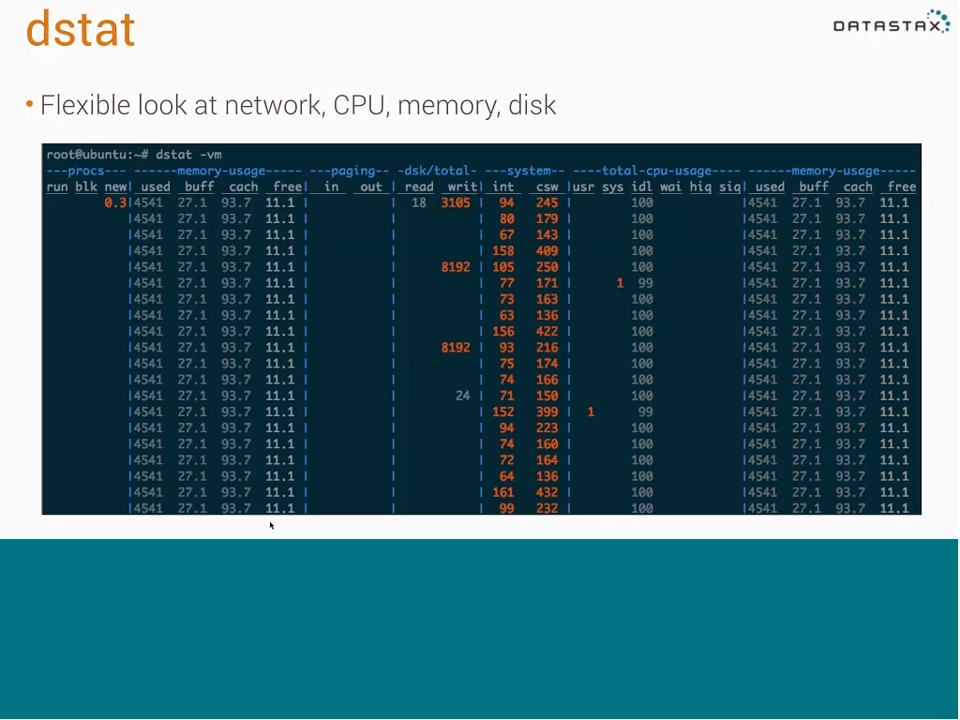 dstat
DATASTAX
• Flexible look at network, CPU, memory, disk
root@ubuntu:~# dstat -vm
---procs--- ------memory-usage----- ---paging-- -dsk/total- ---system-- ----total-cpu-usage---- ------memory-usage-----
run blk new| used buff cach free| in out | read writ| int csw |usr sys idl wai hiq siq| used buff cach free
0.3|4541 27.1 93.7 11.1 | | 18 3105 | 94 245 | 100 |4541 27.1 93.7 11.1
|4541 27.1 93.7 11.1 | | | 80 179 | 100 |4541 27.1 93.7 11.1
|4541 27.1 93.7 11.1 | | | 67 143 | 100 |4541 27.1 93.7 11.1
|4541 27.1 93.7 11.1 | | | 158 409 | 100 |4541 27.1 93.7 11.1
|4541 27.1 93.7 11.1 | | 8192 | 105 250 | 100 |4541 27.1 93.7 11.1
|4541 27.1 93.7 11.1 | | | 77 171 | 1 99 |4541 27.1 93.7 11.1
|4541 27.1 93.7 11.1 | | | 73 163 | 100 |4541 27.1 93.7 11.1
|4541 27.1 93.7 11.1 | | | 63 136 | 100 |4541 27.1 93.7 11.1
|4541 27.1 93.7 11.1 | | | 156 422 | 100 |4541 27.1 93.7 11.1
|4541 27.1 93.7 11.1 | | 8192 | 93 216 | 100 |4541 27.1 93.7 11.1
|4541 27.1 93.7 11.1 | | | 75 174 | 100 |4541 27.1 93.7 11.1
|4541 27.1 93.7 11.1 | | | 74 166 | 100 |4541 27.1 93.7 11.1
|4541 27.1 93.7 11.1 | | 24 | 71 150 | 100 |4541 27.1 93.7 11.1
|4541 27.1 93.7 11.1 | | | 152 399 | 1 99 |4541 27.1 93.7 11.1
|4541 27.1 93.7 11.1 | | | 94 223 | 100 |4541 27.1 93.7 11.1
|4541 27.1 93.7 11.1 | | | 74 160 | 100 |4541 27.1 93.7 11.1
|4541 27.1 93.7 11.1 | | | 72 164 | 100 |4541 27.1 93.7 11.1
|4541 27.1 93.7 11.1 | | | 64 136 | 100 |4541 27.1 93.7 11.1
|4541 27.1 93.7 11.1 | | | 161 432 | 100 |4541 27.1 93.7 11.1
|4541 27.1 93.7 11.1 | | | 99 232 | 100 |4541 27.1 93.7 11.1